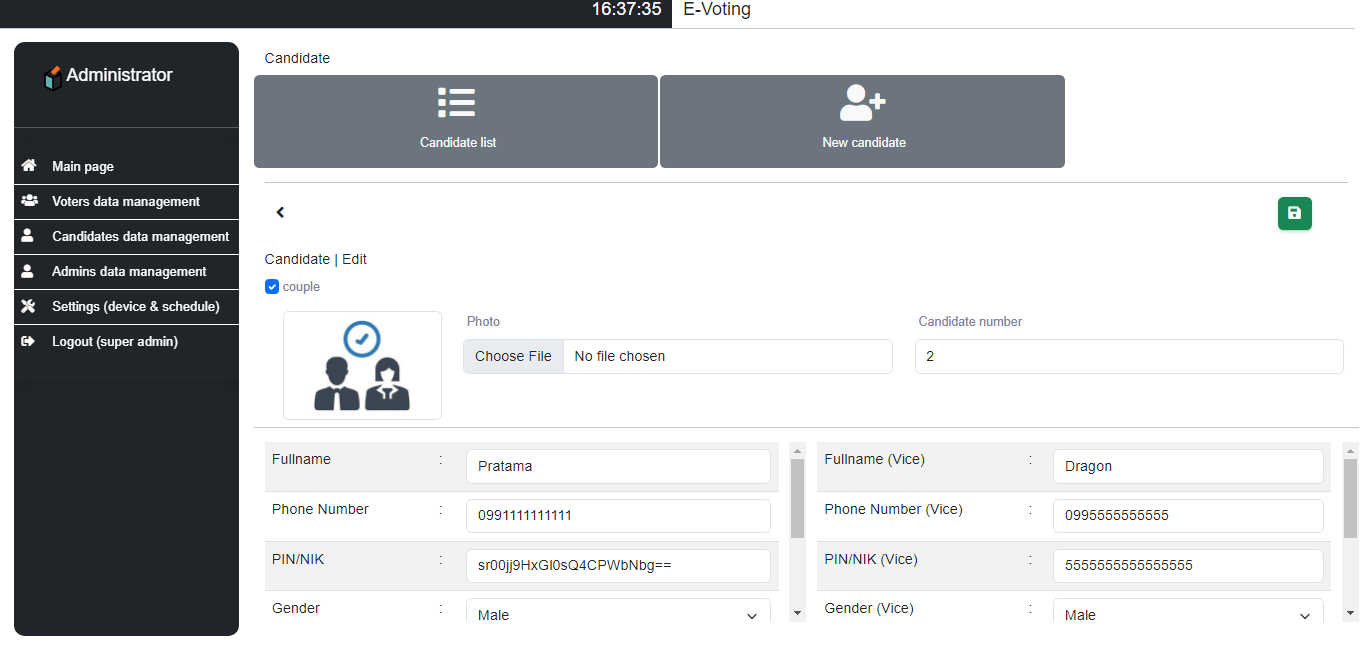 16:37:35 E-Voting
Administrator
Main page
Voters data management
Candidates data management
Admins data management
Settings (device & schedule)
Logout (super admin)
Candidate
Candidate list
New candidate
Candidate | Edit
couple
Photo
Choose File No file chosen
Candidate number
2
Fullname : Pratama
Phone Number : 0991111111111
PIN/NIK : sr00jj9HxGl0sQ4CPWbNbg==
Gender : Male
Fullname (Vice) : Dragon
Phone Number (Vice) : 0995555555555
PIN/NIK (Vice) : 5555555555555555
Gender (Vice) : Male